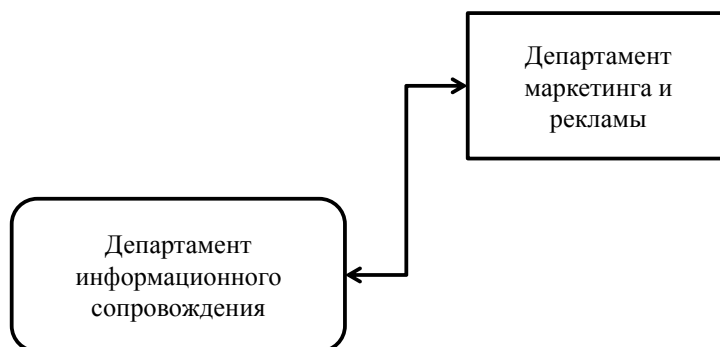 Департамент
маркетинга и
рекламы
Департамент
информационного
сопровождения